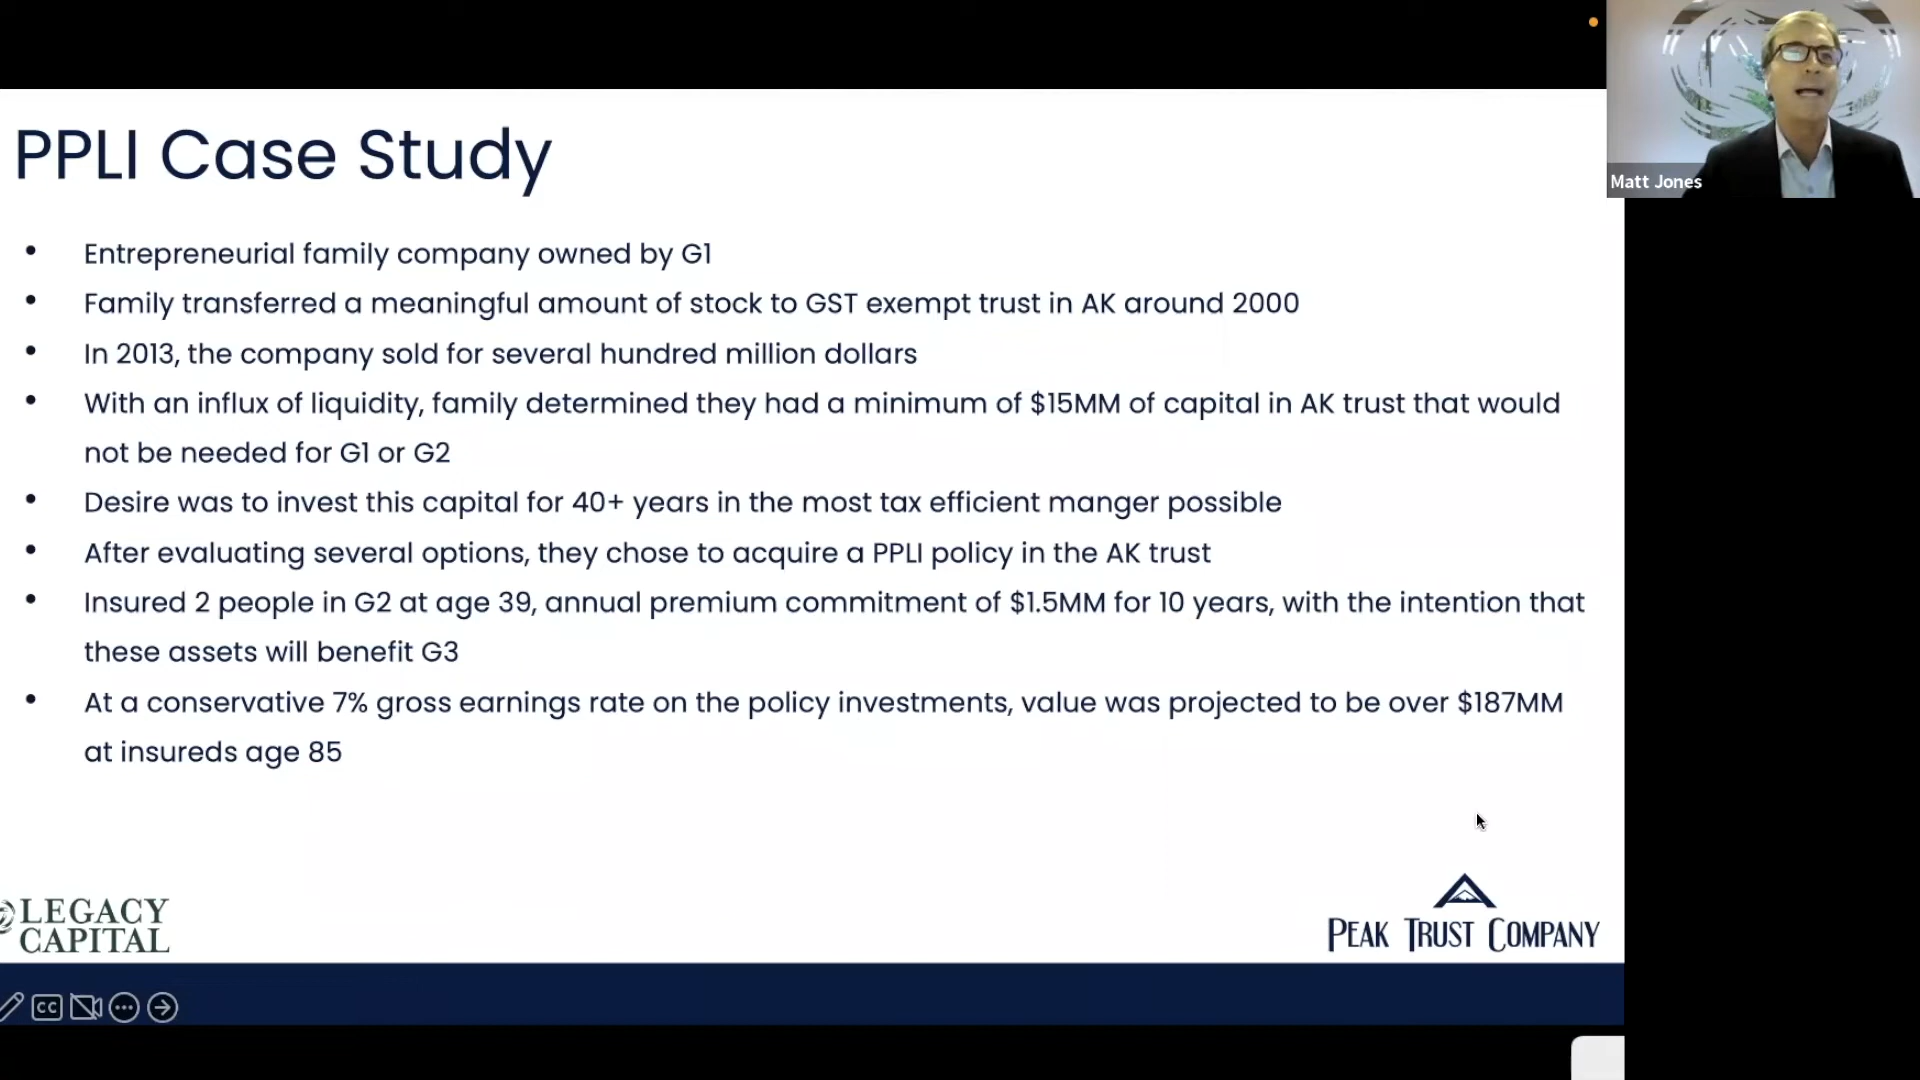 Matt Jones
PPLI Case Study
• Entrepreneurial family company owned by G1
• Family transferred a meaningful amount of stock to GST exempt trust in AK around 2000
• In 2013, the company sold for several hundred million dollars
• With an influx of liquidity, family determined they had a minimum of $15MM of capital in AK trust that would
not be needed for G1 or G2
• Desire was to invest this capital for 40+ years in the most tax efficient manger possible
• After evaluating several options, they chose to acquire a PPLI policy in the AK trust
• Insured 2 people in G2 at age 39, annual premium commitment of $1.5MM for 10 years, with the intention that
these assets will benefit G3
• At a conservative 7% gross earnings rate on the policy investments, value was projected to be over $187MM
at insureds age 85
LEGACY
CAPITAL
PEAK TRUST COMPANY
CC